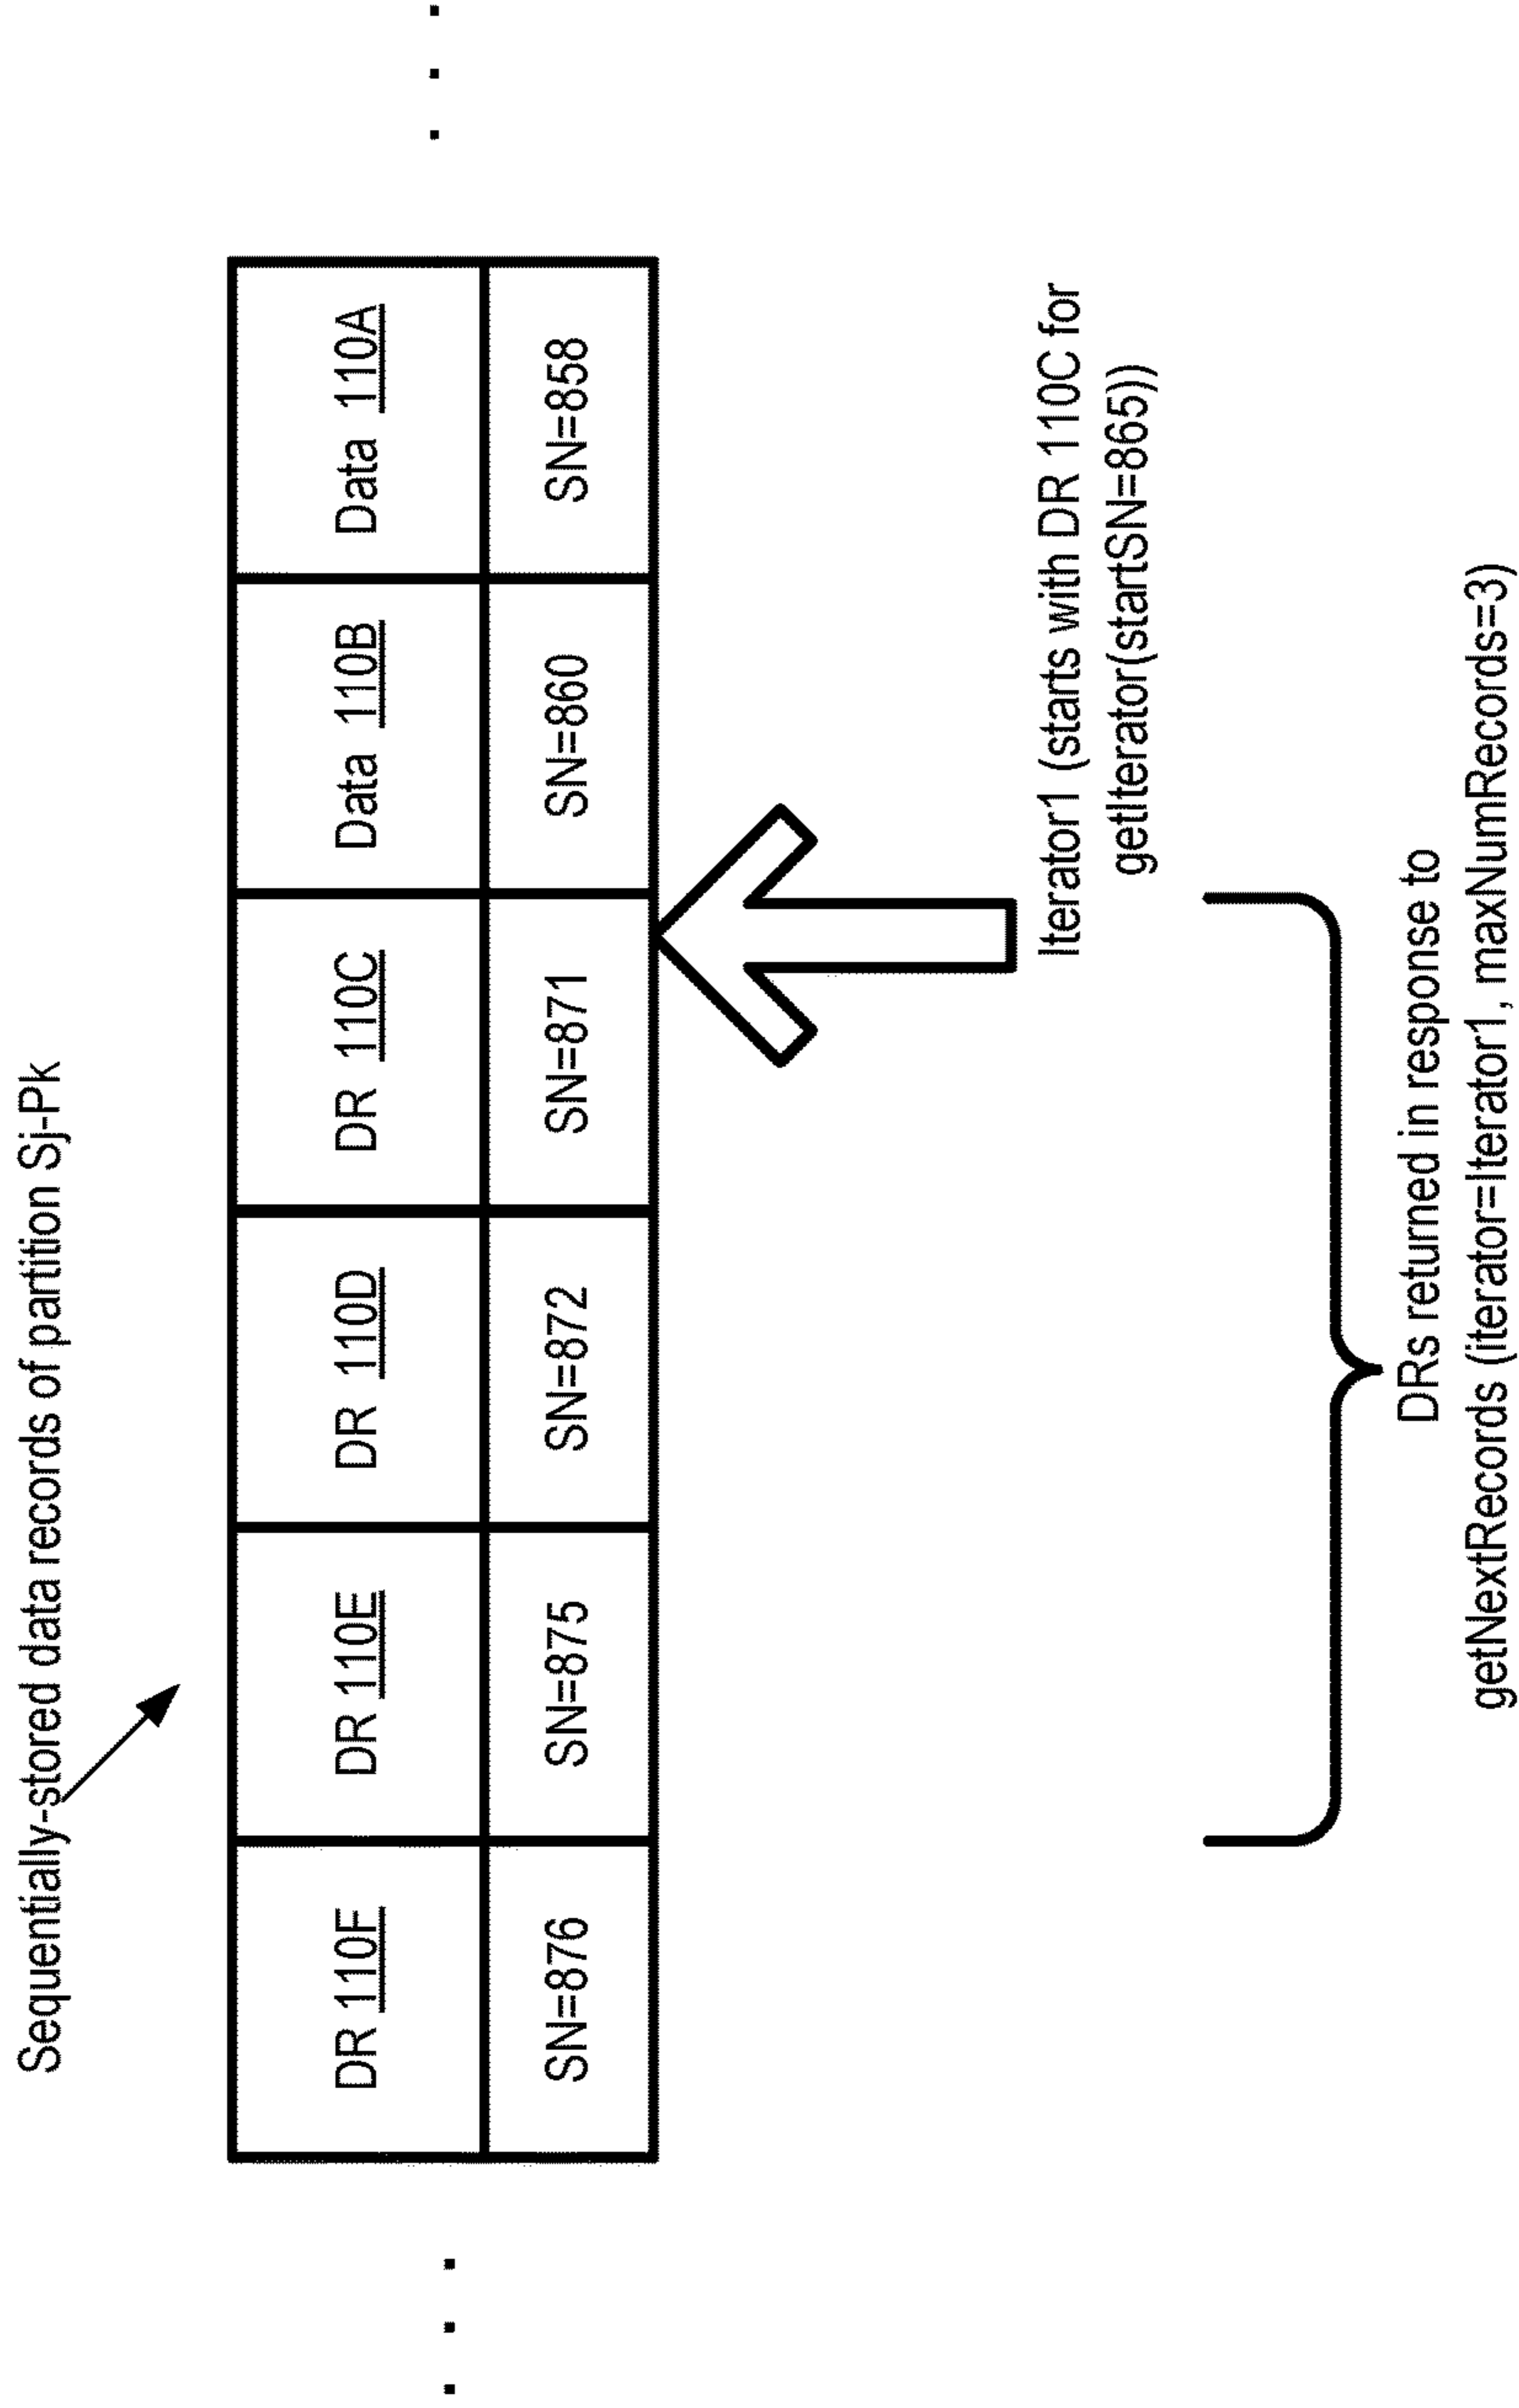 Sequentially-stored data records of partition Sj-Pk
DR 110F
DR 110E
DR 110D
DR 110C
Data 110B
Data 110A
SN=876
SN=875
SN=872
SN=871
SN=860
SN=858
Iterator1 (starts with DR 110C for
getIterator(startSN=865))
DRs returned in response to
getNextRecords (iterator=Iterator1, maxNumRecords=3)